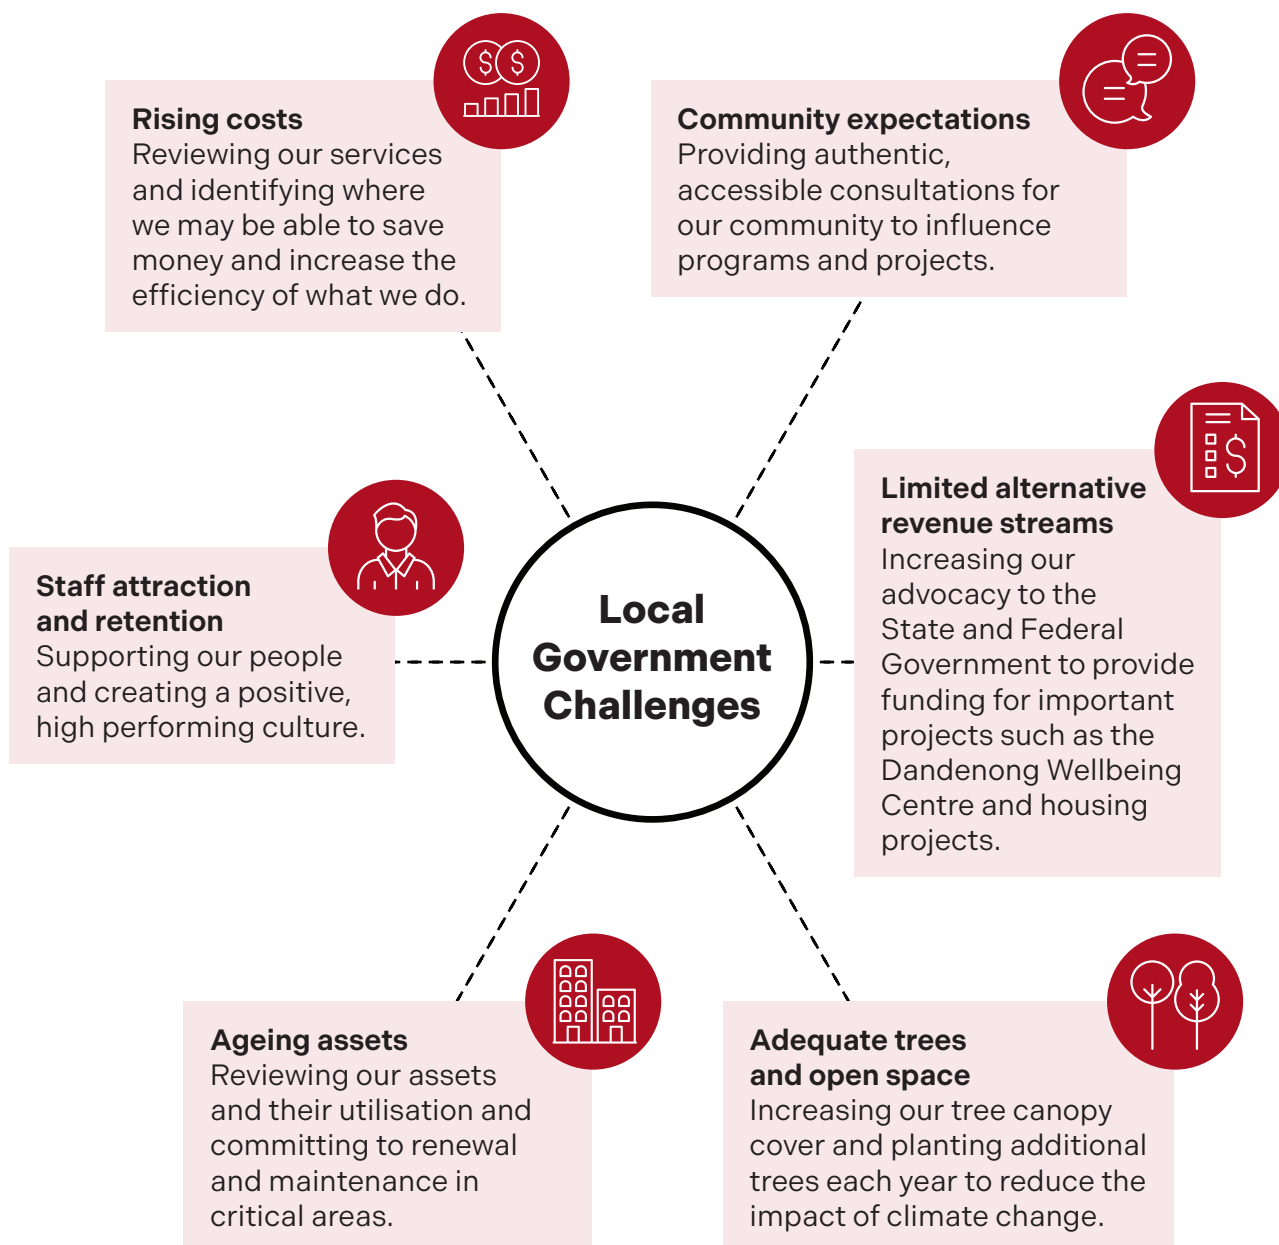 Rising costs
Reviewing our services
and identifying where
we may be able to save
money and increase the
efficiency of what we do.
Community expectations
Providing authentic,
accessible consultations for
our community to influence
programs and projects.
Limited alternative
revenue streams
Increasing our
advocacy to the
State and Federal
Government to provide
funding for important
projects such as the
Dandenong Wellbeing
Centre and housing
projects.
Staff attraction
and retention
Supporting our people
and creating a positive,
high performing culture.
Local
Government
Challenges
Ageing assets
Reviewing our assets
and their utilisation and
committing to renewal
and maintenance in
critical areas.
Adequate trees
and open space
Increasing our tree canopy
cover and planting additional
trees each year to reduce the
impact of climate change.